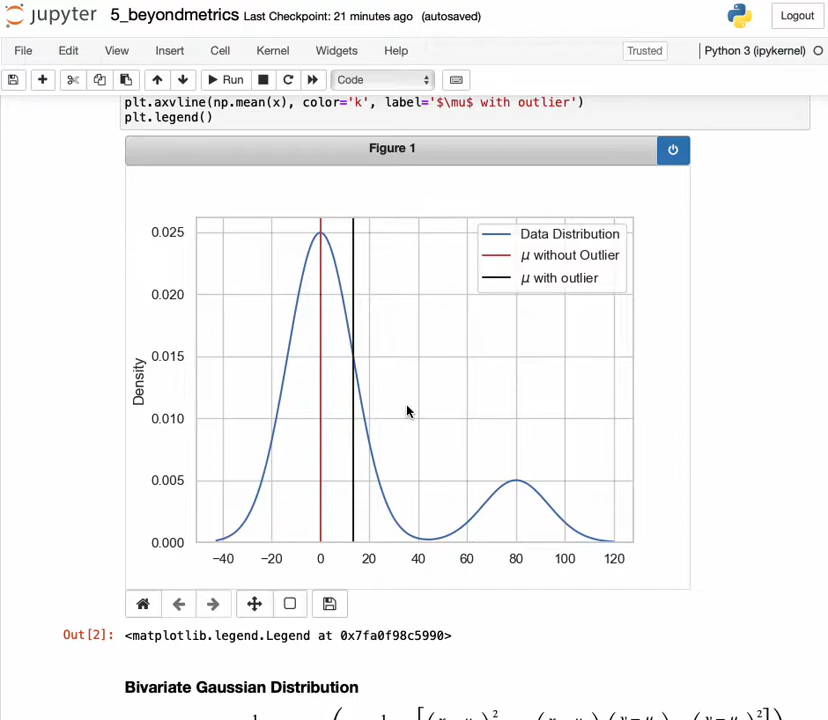 jupyter 5_beyondmetrics Last Checkpoint: 21 minutes ago (autosaved)
Logout
File Edit View Insert Cell Kernel Widgets Help Trusted Python 3 (ipykernel)
Run Code
plt.axvline(np.mean(x), color='k', label='$\mu$ with outlier')
plt.legend()
Figure 1
Data Distribution
μ without Outlier
μ with outlier
Density
0.025
0.020
0.015
0.010
0.005
0.000
−40 −20 0 20 40 60 80 100 120
Out[2]: <matplotlib.legend.Legend at 0x7fa0f98c5990>
Bivariate Gaussian Distribution